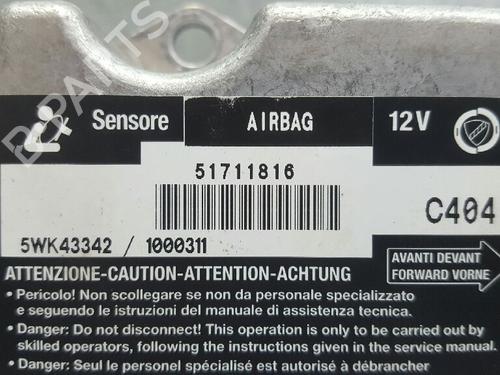 Sensore AIRBAG 12V
51711816
C404
5WK43342 / 1000311
AVANTI DEVANT
FORWARD VORNE
ATTENZIONE-CAUTION-ATTENTION-ACHTUNG
• Pericolo! Non scollegare se non da personale specializzato
e seguendo le istruzioni del manuale di assistenza tecnica.
• Danger: Do not disconnect! This operation is only to be carried out by
skilled operators, following the instructions given in the service manual.
• Danger: Seul le personel spécialisé est autorisé à débrancher
B-PARTS